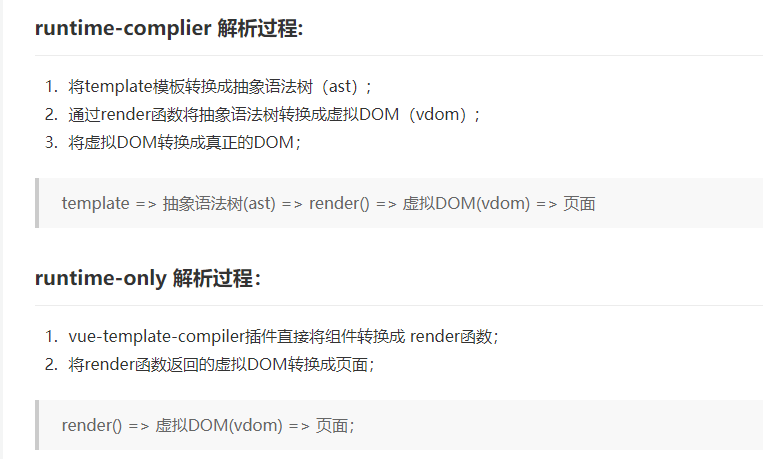 runtime-complier 解析过程:
1. 将template模板转换成抽象语法树（ast）;
2. 通过render函数将抽象语法树转换成虚拟DOM（vdom）;
3. 将虚拟DOM转换成真正的DOM;
template => 抽象语法树(ast) => render() => 虚拟DOM(vdom) => 页面
runtime-only 解析过程：
1. vue-template-compiler插件直接将组件转换成 render函数;
2. 将render函数返回的虚拟DOM转换成页面;
render() => 虚拟DOM(vdom) => 页面;